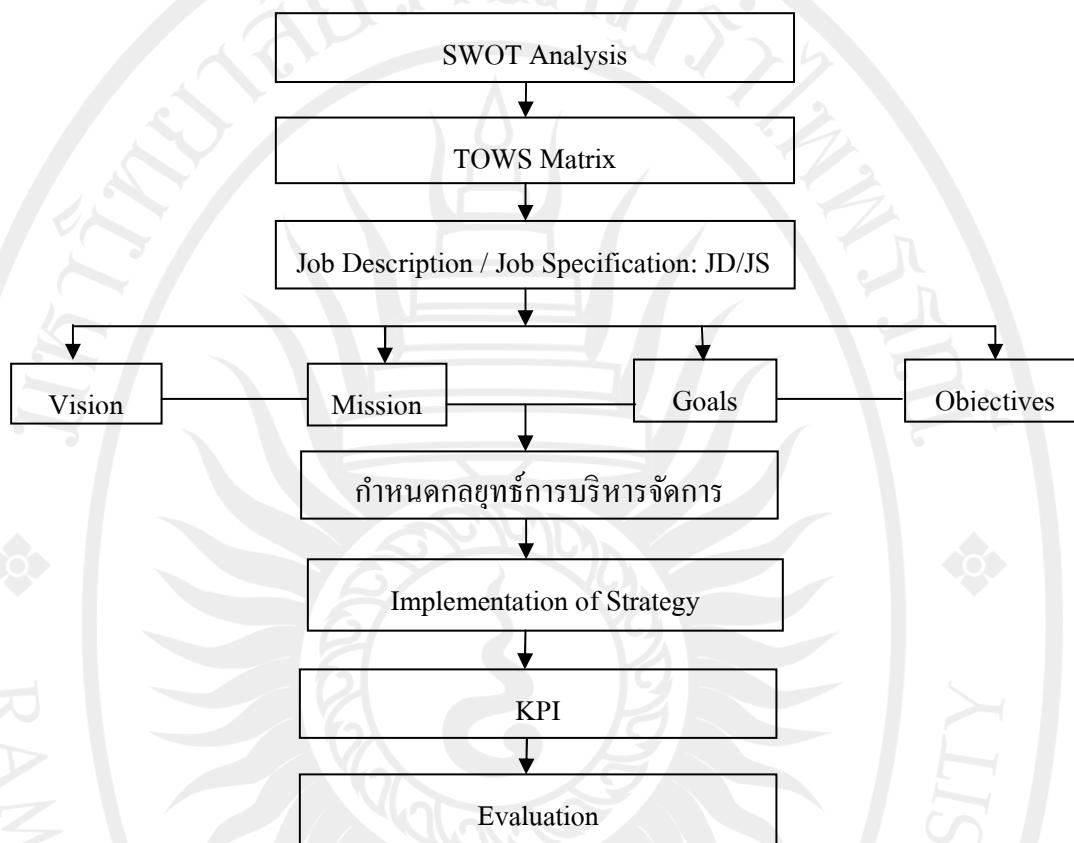 SWOT Analysis
TOWS Matrix
Job Description / Job Specification: JD/JS
Vision
Mission
Goals
Objectives
กำหนดกลยุทธ์การบริหารจัดการ
Implementation of Strategy
KPI
Evaluation